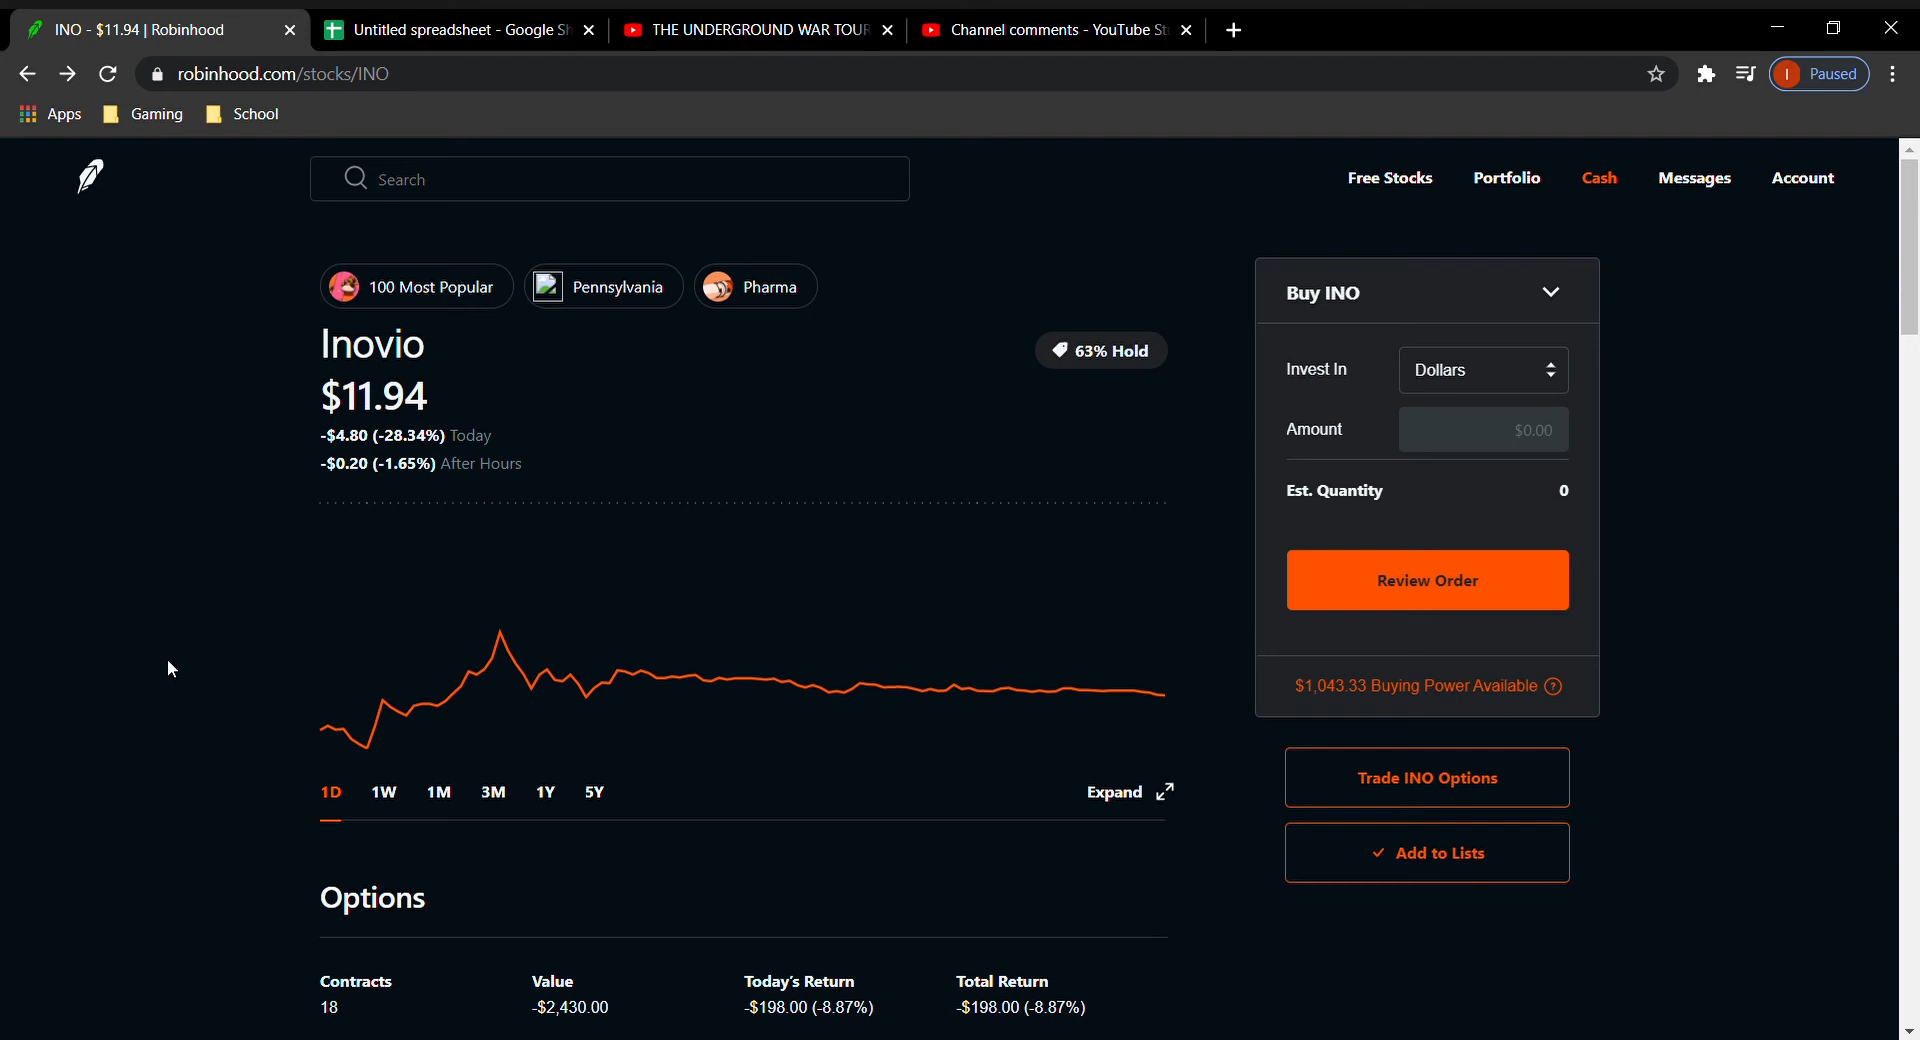 INO - $11.94 | Robinhood
Untitled spreadsheet - Google Sh
THE UNDERGROUND WAR TOUR
Channel comments - YouTube St
robinhood.com/stocks/INO
I Paused
Apps Gaming School
Search
Free Stocks Portfolio Cash Messages Account
100 Most Popular Pennsylvania Pharma
Inovio
63% Hold
$11.94
-$4.80 (-28.34%) Today
-$0.20 (-1.65%) After Hours
1D 1W 1M 3M 1Y 5Y Expand
Options
Contracts Value Today's Return Total Return
18 -$2,430.00 -$198.00 (-8.87%) -$198.00 (-8.87%)
Buy INO
Invest In Dollars
Amount $0.00
Est. Quantity 0
Review Order
$1,043.33 Buying Power Available ?
Trade INO Options
Add to Lists